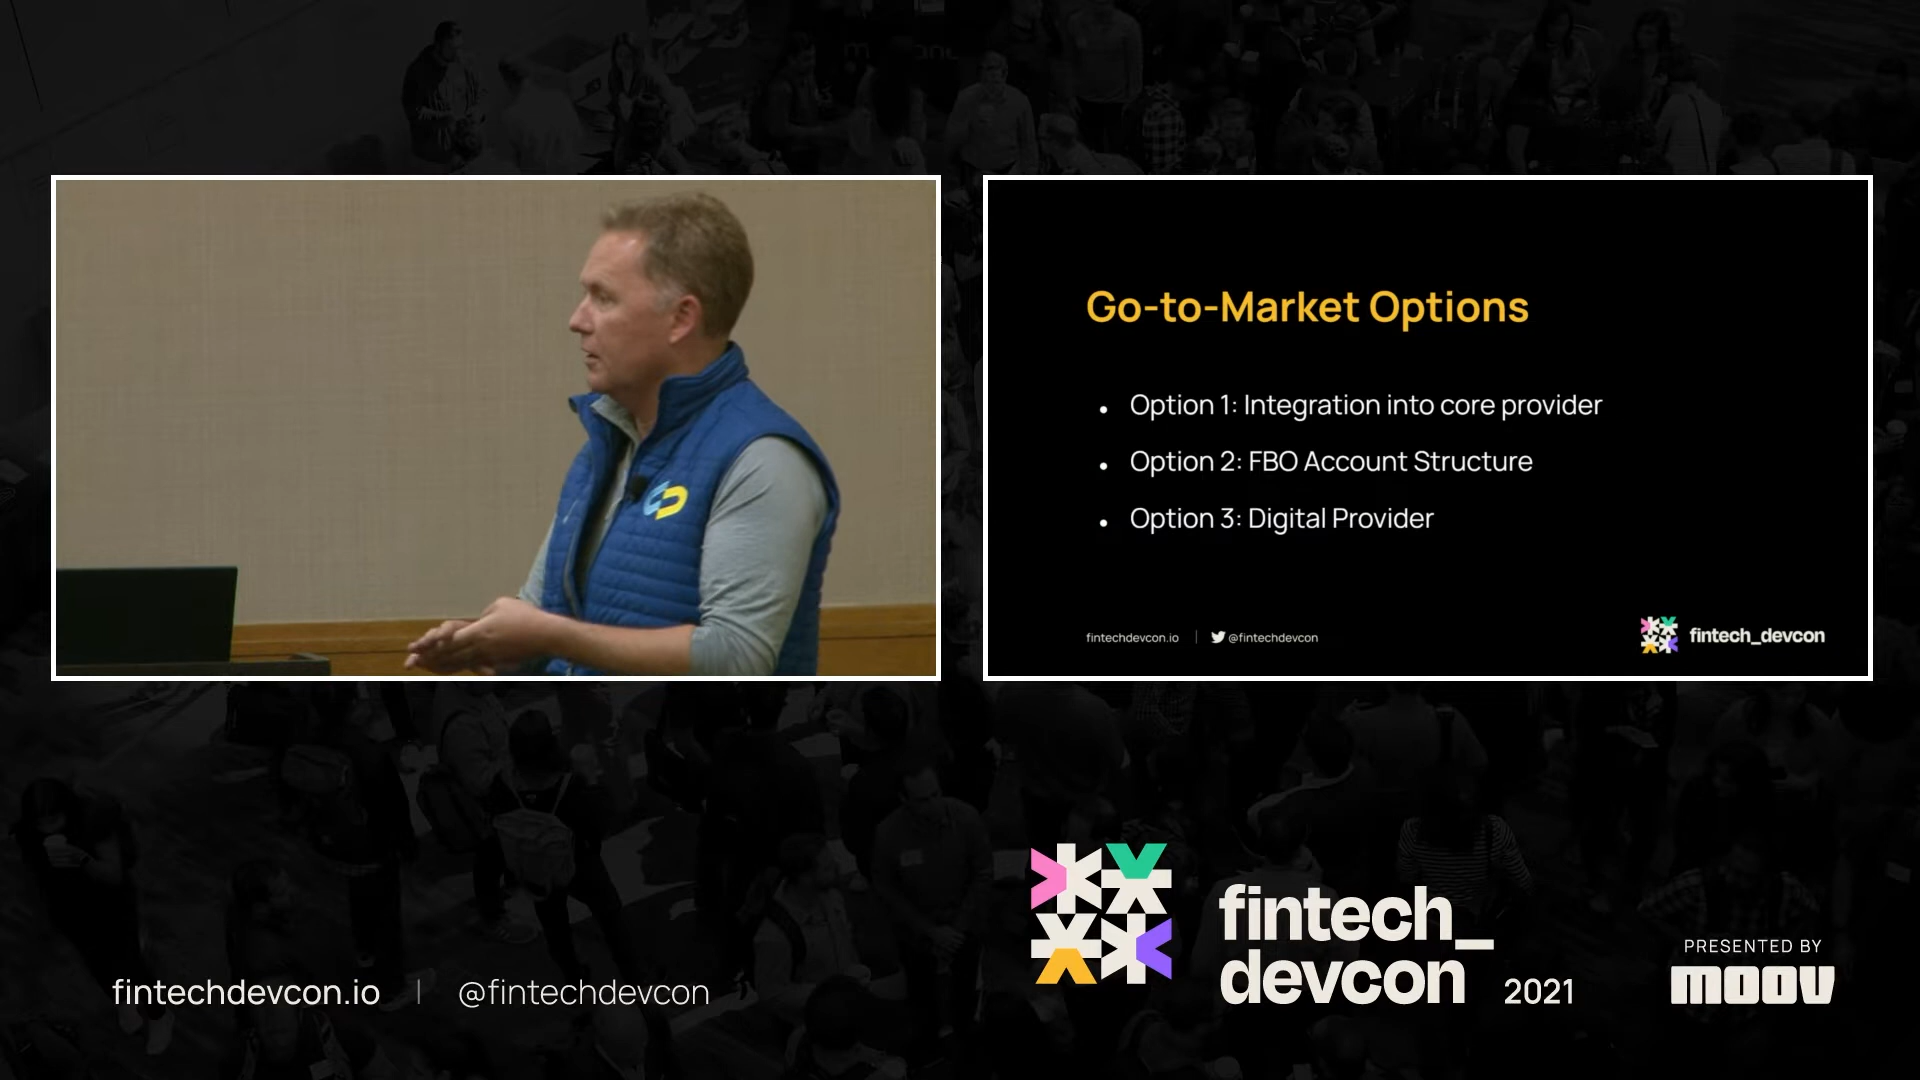 Go-to-Market Options
• Option 1: Integration into core provider
• Option 2: FBO Account Structure
• Option 3: Digital Provider
fintechdevcon.io | @fintechdevcon
fintech_devcon
fintechdevcon.io | @fintechdevcon
fintech_
devcon 2021
PRESENTED BY
moov